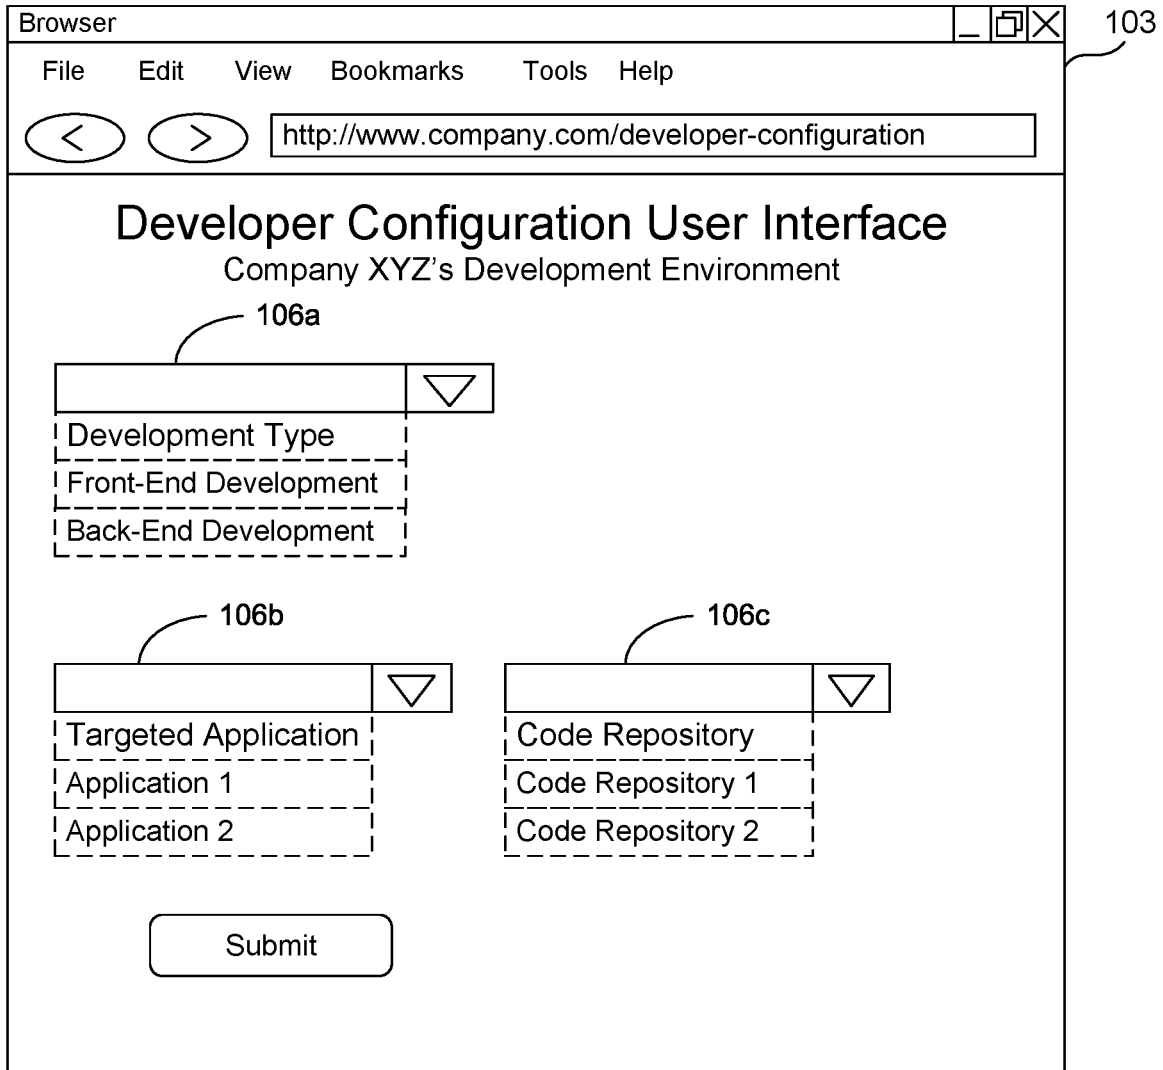 Browser
103
File Edit View Bookmarks Tools Help
http://www.company.com/developer-configuration
Developer Configuration User Interface
Company XYZ's Development Environment
106a
Development Type
Front-End Development
Back-End Development
106b 106c
Targeted Application Code Repository
Application 1 Code Repository 1
Application 2 Code Repository 2
Submit